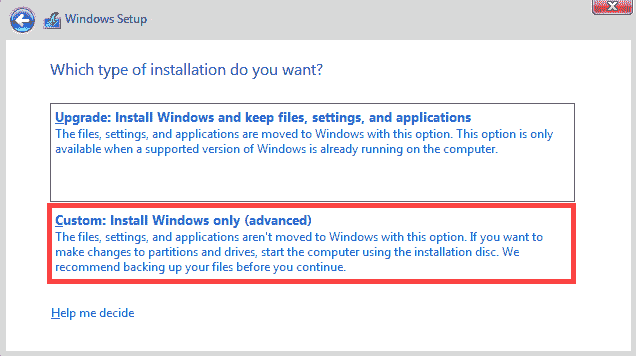 Windows Setup
Which type of installation do you want?
Upgrade: Install Windows and keep files, settings, and applications
The files, settings, and applications are moved to Windows with this option. This option is only
available when a supported version of Windows is already running on the computer.
Custom: Install Windows only (advanced)
The files, settings, and applications aren't moved to Windows with this option. If you want to
make changes to partitions and drives, start the computer using the installation disc. We
recommend backing up your files before you continue.
Help me decide